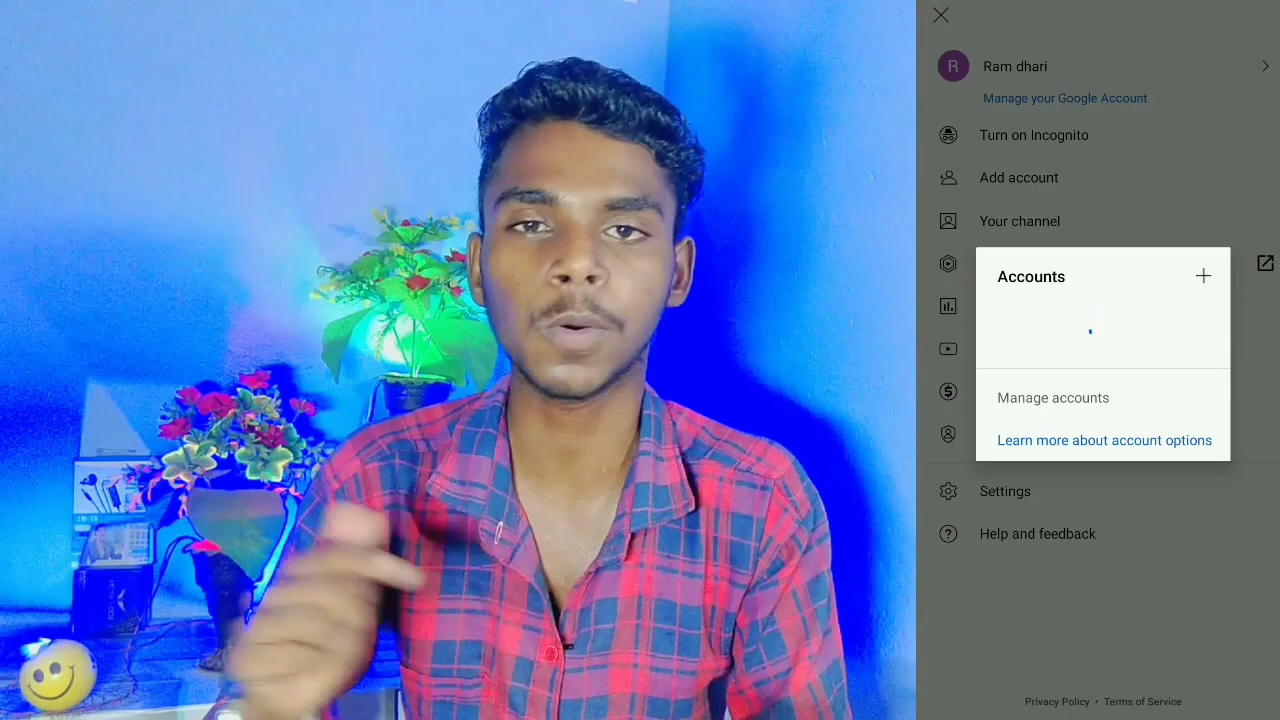 Ram dhari
R
Manage your Google Account
Turn on Incognito
Add account
Your channel
Accounts
Manage accounts
Learn more about account options
Settings
Help and feedback
Privacy Policy • Terms of Service